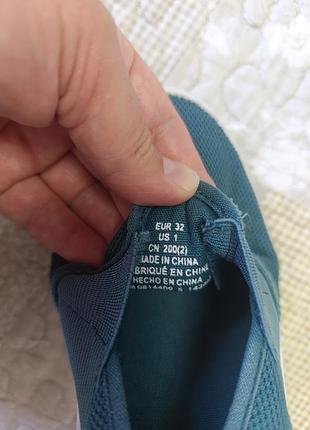 EUR 32
US 1
CN 200(2)
MADE IN CHINA
FABRIQUÉ EN CHINE
HECHO EN CHINA